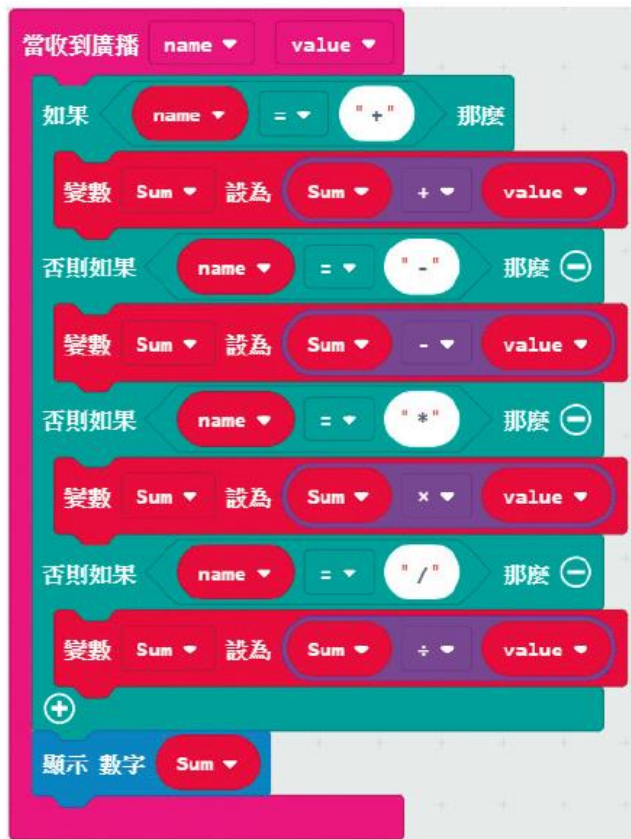 當收到廣播 name value
如果 name = "+" 那麼
變數 Sum 設為 Sum + value
否則如果 name = "-" 那麼
變數 Sum 設為 Sum - value
否則如果 name = "*" 那麼
變數 Sum 設為 Sum × value
否則如果 name = "/" 那麼
變數 Sum 設為 Sum ÷ value
顯示 數字 Sum